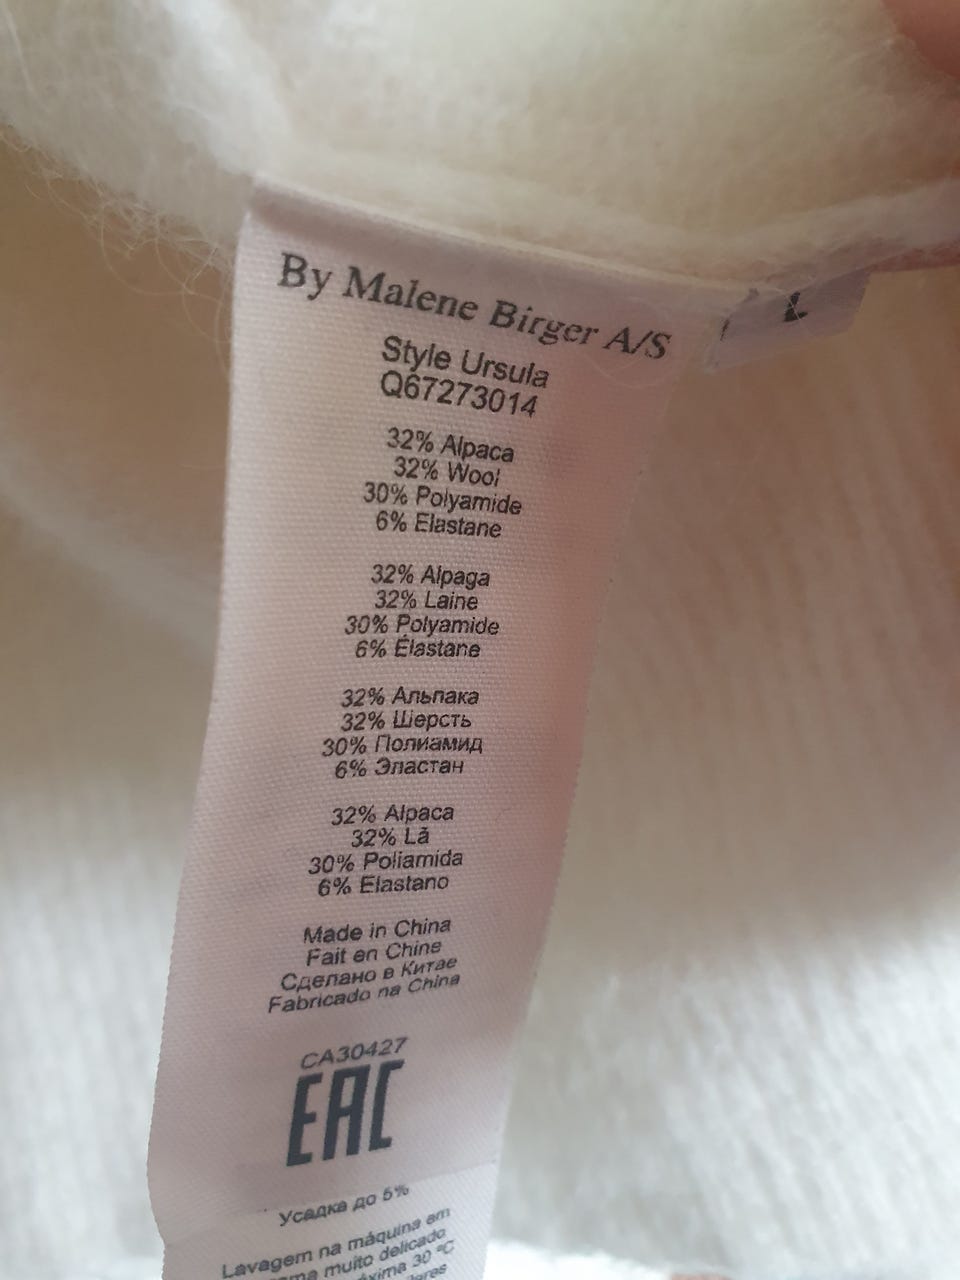 By Malene Birger A/S
L
Style Ursula
Q67273014
32% Alpaca
32% Wool
30% Polyamide
6% Elastane
32% Alpaga
32% Laine
30% Polyamide
6% Élastane
32% Альпака
32% Шерсть
30% Полиамид
6% Эластан
32% Alpaca
32% Lã
30% Poliamida
6% Elastano
Made in China
Fait en Chine
Сделано в Китае
Fabricado na China
CA30427
EAC
Усадка до 5%
Lavagem na máquina em
muito delicado
30 °C